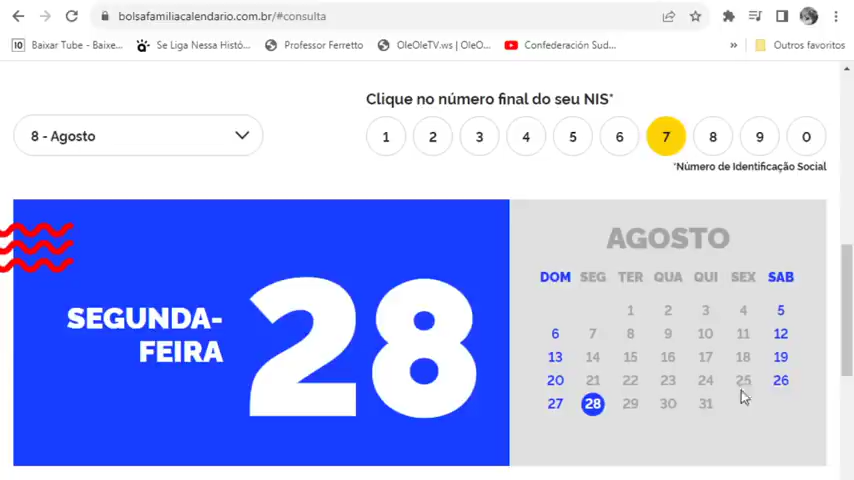 bolsafamiliacalendario.com.br/#consulta
Baixar Tube - Baixe... Se Liga Nessa Histó... Professor Ferretto OleOleTV.ws | OleO... Confederación Sud... » Outros favoritos
Clique no número final do seu NIS*
8 - Agosto
1 2 3 4 5 6 7 8 9 0
*Número de Identificação Social
SEGUNDA-
FEIRA
28
AGOSTO
DOM SEG TER QUA QUI SEX SAB
1 2 3 4 5
6 7 8 9 10 11 12
13 14 15 16 17 18 19
20 21 22 23 24 25 26
27 28 29 30 31